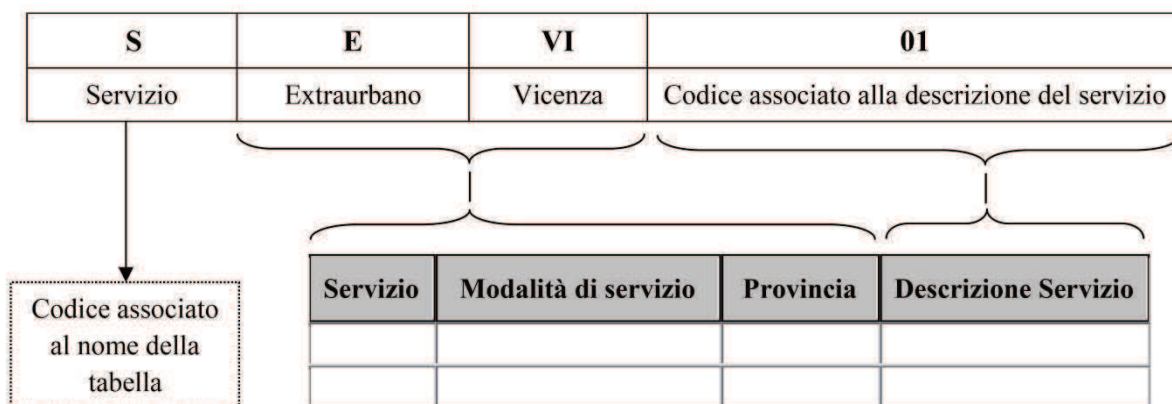 S E VI 01
Servizio Extraurbano Vicenza Codice associato alla descrizione del servizio
Servizio Modalità di servizio Provincia Descrizione Servizio
Codice associato
al nome della
tabella